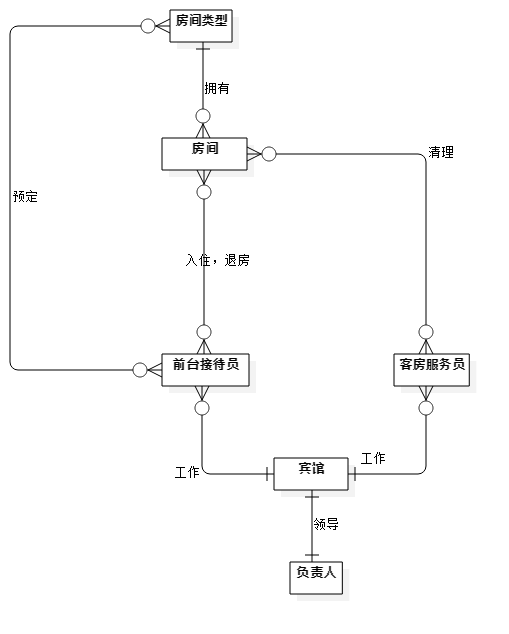 房间类型
拥有
房间
清理
预定
入住，退房
前台接待员
客房服务员
工作
宾馆
工作
领导
负责人